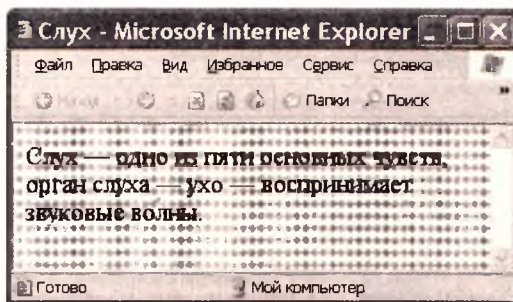 Слух - Microsoft Internet Explorer
Файл Правка Вид Избранное Сервис Справка
Назад Папки Поиск
Слух — одно из пяти основных чувств,
орган слуха — ухо — воспринимает
звуковые волны.
Готово Мой компьютер